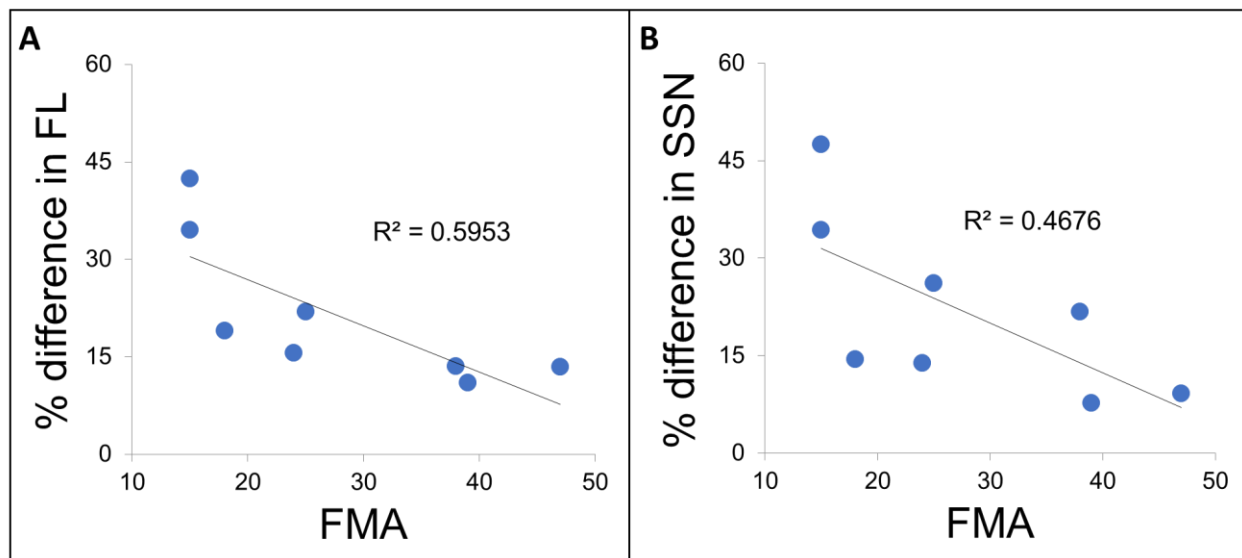 A
% difference in FL
60
45
30
15
0
R² = 0.5953
10 20 30 40 50
FMA
B
% difference in SSN
60
45
30
15
0
R² = 0.4676
10 20 30 40 50
FMA